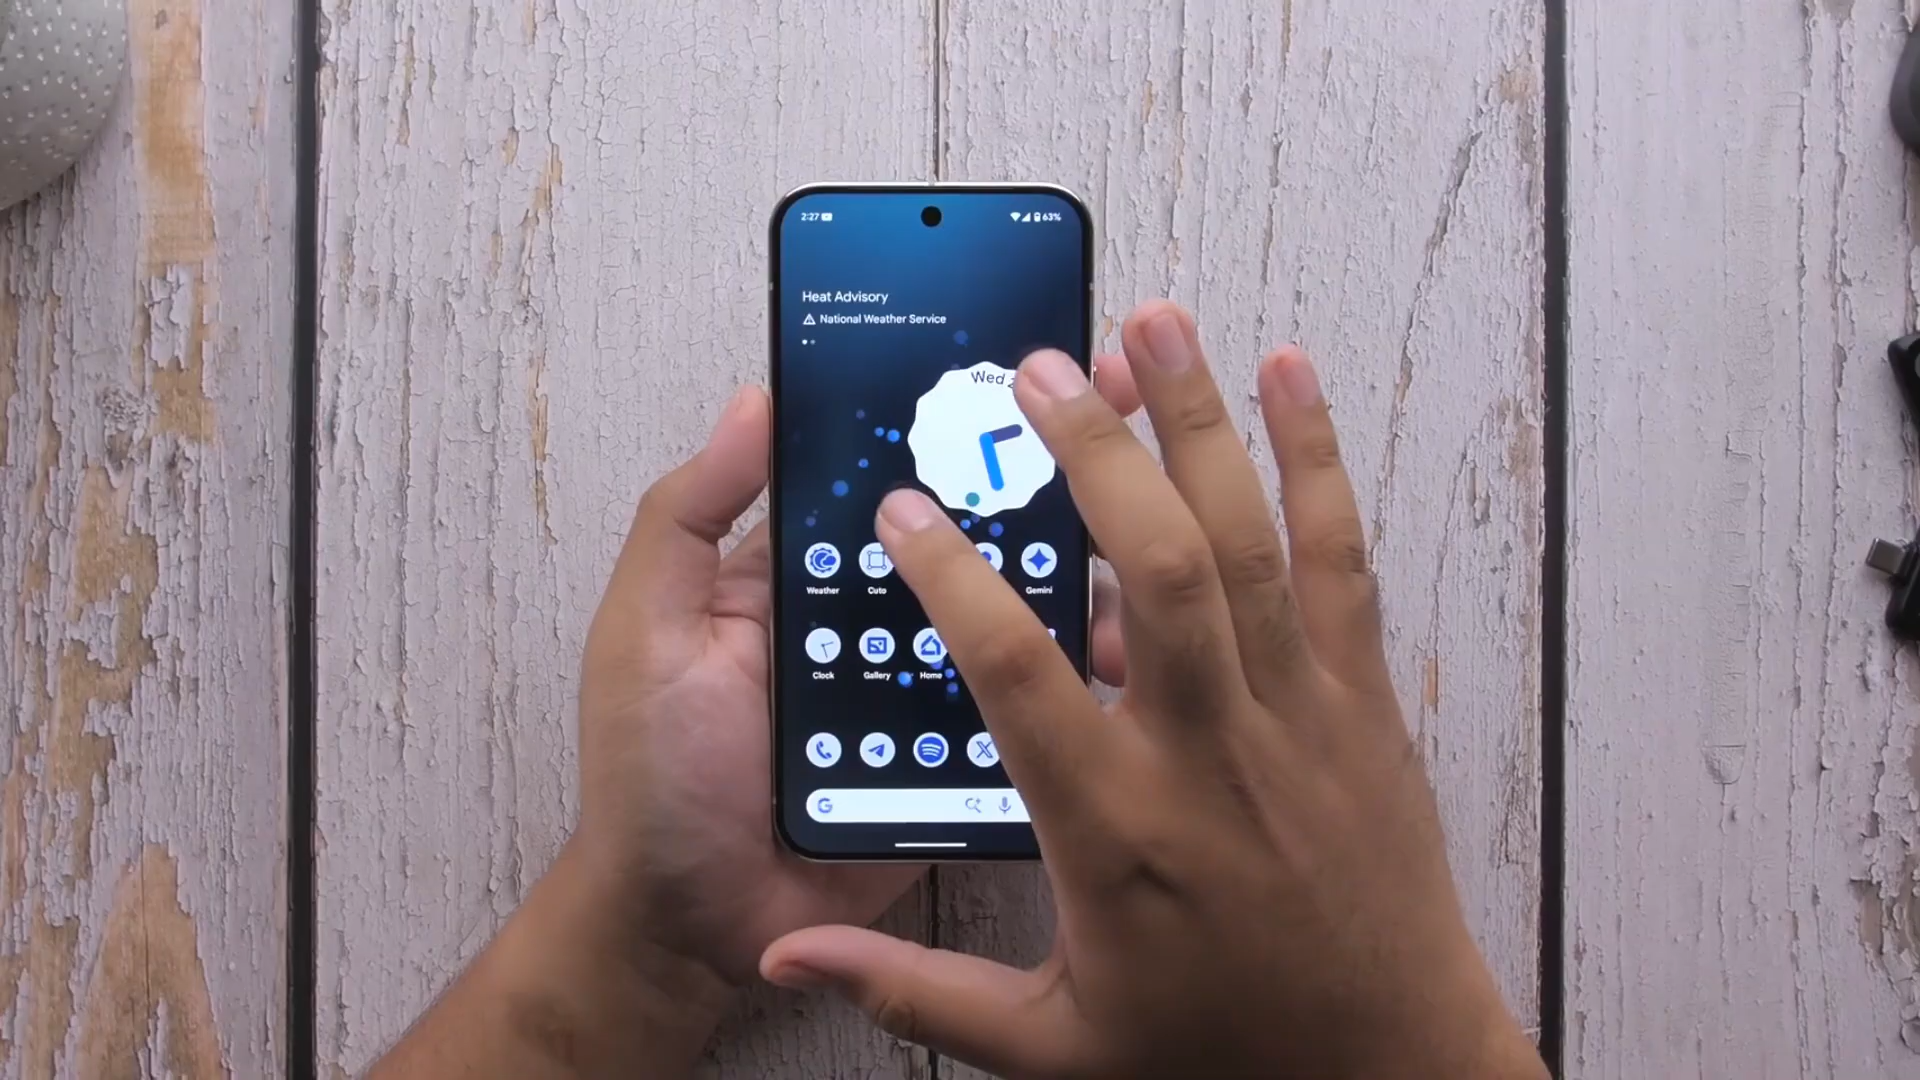 2:27
63%
Heat Advisory
National Weather Service
Wed
Weather
Cuto
Gemini
Clock
Gallery
Home